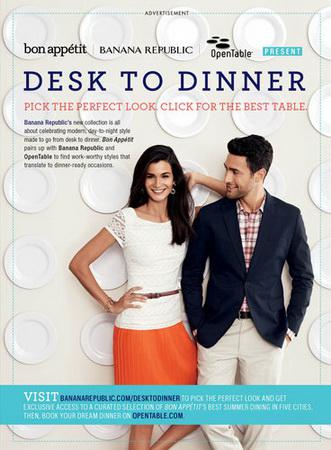 ADVERTISEMENT
bon appétit | BANANA REPUBLIC | OpenTable PRESENT
DESK TO DINNER
PICK THE PERFECT LOOK. CLICK FOR THE BEST TABLE.
Banana Republic's new collection is all
about celebrating modern, day-to-night style
made to go from desk to dinner. Bon Appétit
pairs up with Banana Republic and
OpenTable to find work-worthy styles that
translate to dinner-ready occasions.
VISIT BANANAREPUBLIC.COM/DESKTODINNER TO PICK THE PERFECT LOOK AND GET
EXCLUSIVE ACCESS TO A CURATED SELECTION OF BON APPÉTIT'S BEST SUMMER DINING IN FIVE CITIES.
THEN, BOOK YOUR DREAM DINNER ON OPENTABLE.COM.